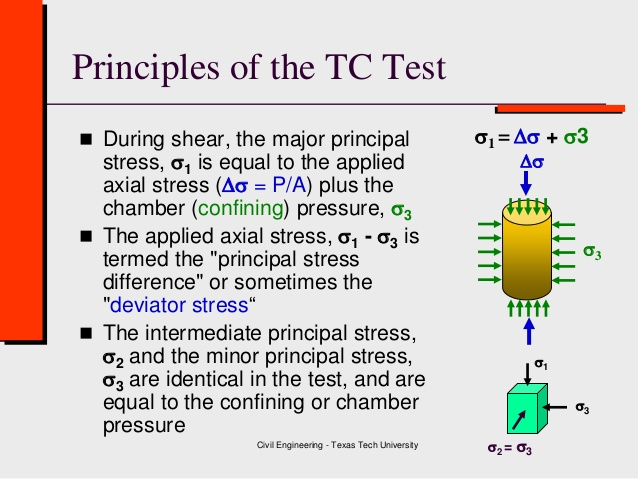 Principles of the TC Test
■ During shear, the major principal
stress, σ1 is equal to the applied
axial stress (Δσ = P/A) plus the
chamber (confining) pressure, σ3
■ The applied axial stress, σ1 - σ3 is
termed the "principal stress
difference" or sometimes the
"deviator stress“
■ The intermediate principal stress,
σ2 and the minor principal stress,
σ3 are identical in the test, and are
equal to the confining or chamber
pressure
σ1 = Δσ + σ3
Δσ
σ3
σ1
σ3
σ2 = σ3
Civil Engineering - Texas Tech University